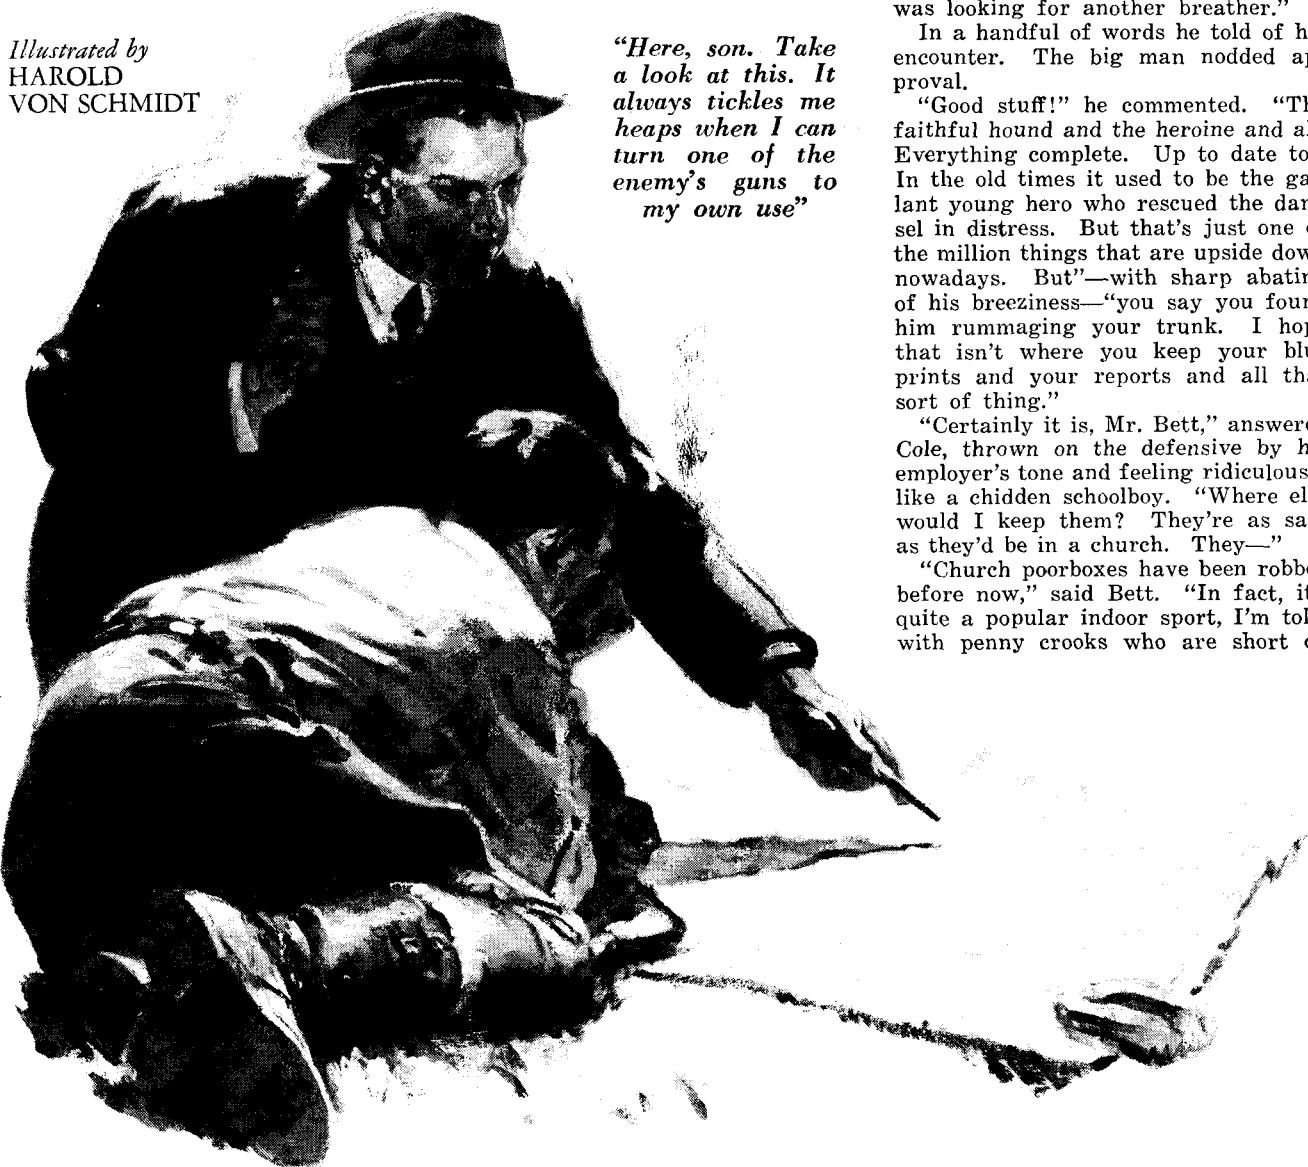 Illustrated by
HAROLD
VON SCHMIDT
“Here, son. Take
a look at this. It
always tickles me
heaps when I can
turn one of the
enemy’s guns to
my own use”
was looking for another breather.”
In a handful of words he told of h
encounter. The big man nodded ap
proval.
“Good stuff!” he commented. “Th
faithful hound and the heroine and al
Everything complete. Up to date to
In the old times it used to be the ga
lant young hero who rescued the dam
sel in distress. But that’s just one
the million things that are upside dow
nowadays. But”—with sharp abatin
of his breeziness—“you say you foun
him rummaging your trunk. I hop
that isn’t where you keep your blu
prints and your reports and all tha
sort of thing.”
“Certainly it is, Mr. Bett,” answere
Cole, thrown on the defensive by h
employer’s tone and feeling ridiculous
like a chidden schoolboy. “Where el
would I keep them? They’re as sa
as they’d be in a church. They—”
“Church poorboxes have been robbe
before now,” said Bett. “In fact, it
quite a popular indoor sport, I’m tol
with penny crooks who are short